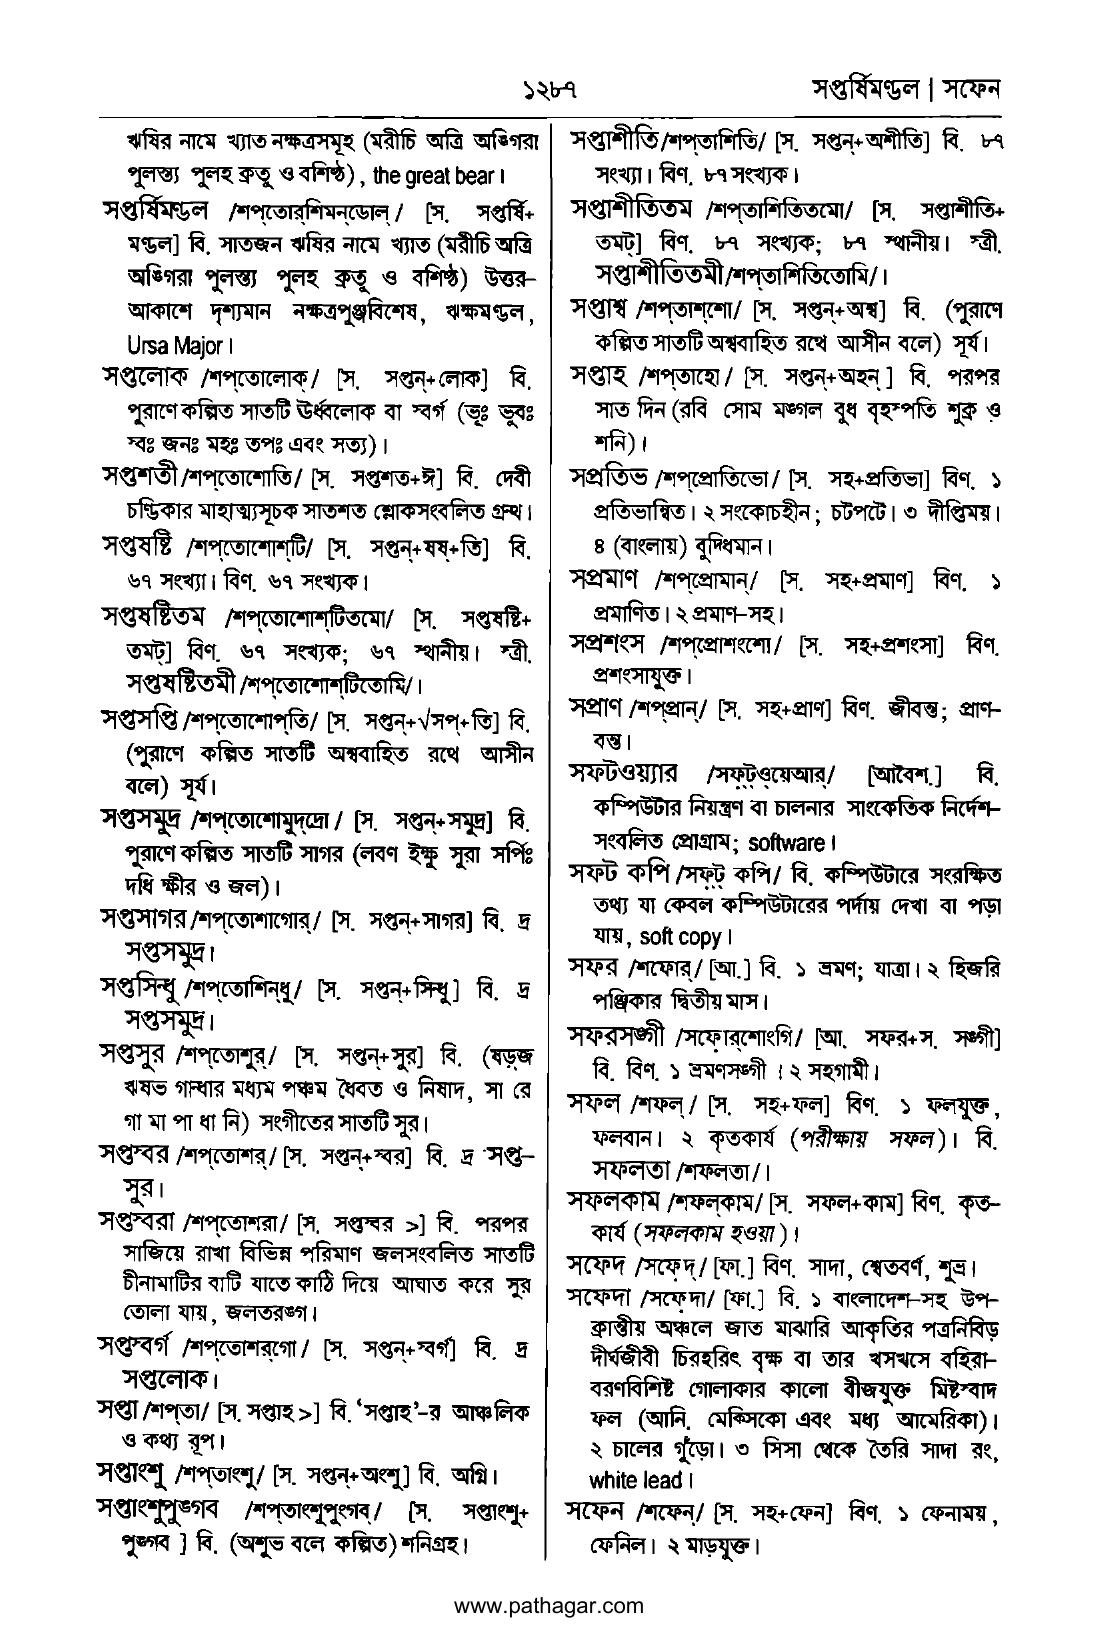 ১২৮৭
সপ্তর্ষিমণ্ডল | সফেন
ঋষির নামে খ্যাত নক্ষত্রসমূহ (মরীচি অত্রি অঙ্গিরা
পুলস্ত্য পুলহ ক্রতু ও বশিষ্ঠ), the great bear।
সপ্তর্ষিমণ্ডল /শপ্‌তোর্‌শিমন্‌ডোল্‌/ [স. সপ্তর্ষি+
মণ্ডল] বি. সাতজন ঋষির নামে খ্যাত (মরীচি অত্রি
অঙ্গিরা পুলস্ত্য পুলহ ক্রতু ও বশিষ্ঠ) উত্তর–
আকাশে দৃশ্যমান নক্ষত্রপুঞ্জবিশেষ, ঋক্ষমণ্ডল,
Ursa Major।
সপ্তলোক /শপ্‌তোলোক্‌/ [স. সপ্তন্‌+লোক] বি.
পুরাণে কল্পিত সাতটি ঊর্ধ্বলোক বা স্বর্গ (ভূঃ ভুবঃ
স্বঃ জনঃ মহঃ তপঃ এবং সত্য)।
সপ্তশতী /শপ্‌তোশোতি/ [স. সপ্তশত+ঈ] বি. দেবী
চণ্ডিকার মাহাত্ম্যসূচক সাতশত শ্লোকসংবলিত গ্রন্থ।
সপ্তষষ্টি /শপ্‌তোশোশ্‌টি/ [স. সপ্তন্‌+ষষ্‌+তি] বি.
৬৭ সংখ্যা। বিণ. ৬৭ সংখ্যক।
সপ্তষষ্টিতম /শপ্‌তোশোশ্‌টিতমো/ [স. সপ্তষষ্টি+
তমট্‌] বিণ. ৬৭ সংখ্যক; ৬৭ স্থানীয়। স্ত্রী.
সপ্তষষ্টিতমী /শপ্‌তোশোশ্‌টিতোমি/।
সপ্তসপ্তি /শপ্‌তোশোপ্‌তি/ [স. সপ্তন্‌+√সপ্‌+তি] বি.
(পুরাণে কল্পিত সাতটি অশ্ববাহিত রথে আসীন
বলে) সূর্য।
সপ্তসমুদ্র /শপ্‌তোশোমুদ্‌দ্রো/ [স. সপ্তন্‌+সমুদ্র] বি.
পুরাণে কল্পিত সাতটি সাগর (লবণ ইক্ষু সুরা সর্পিঃ
দধি ক্ষীর ও জল)।
সপ্তসাগর /শপ্‌তোশাগোর্‌/ [স. সপ্তন্‌+সাগর] বি. দ্র
সপ্তসমুদ্র।
সপ্তসিন্ধু /শপ্‌তোশিন্‌ধু/ [স. সপ্তন্‌+সিন্ধু] বি. দ্র
সপ্তসমুদ্র।
সপ্তসুর /শপ্‌তোশুর্‌/ [স. সপ্তন্‌+সুর] বি. (ষড়্‌জ
ঋষভ গান্ধার মধ্যম পঞ্চম ধৈবত ও নিষাদ, সা রে
গা মা পা ধা নি) সংগীতের সাতটি সুর।
সপ্তস্বর /শপ্‌তোশর্‌/ [স. সপ্তন্‌+স্বর] বি. দ্র সপ্ত–
সুর।
সপ্তস্বরা /শপ্‌তোশরা/ [স. সপ্তস্বর >] বি. পরপর
সাজিয়ে রাখা বিভিন্ন পরিমাণ জলসংবলিত সাতটি
চীনামাটির বাটি যাতে কাঠি দিয়ে আঘাত করে সুর
তোলা যায়, জলতরঙ্গ।
সপ্তস্বর্গ /শপ্‌তোশর্‌গো/ [স. সপ্তন্‌+স্বর্গ] বি. দ্র
সপ্তলোক।
সপ্তা /শপ্‌তা/ [স. সপ্তাহ >] বি. ‘সপ্তাহ’–র আঞ্চলিক
ও কথ্য রূপ।
সপ্তাংশু /শপ্‌তাংশু/ [স. সপ্তন্‌+অংশু] বি. অগ্নি।
সপ্তাংশুপুঙ্গব /শপ্‌তাংশুপুংগব্‌/ [স. সপ্তাংশু+
পুঙ্গব ] বি. (অশুভ বলে কল্পিত) শনিগ্রহ।
সপ্তাশীতি /শপ্‌তাশিতি/ [স. সপ্তন্‌+অশীতি] বি. ৮৭
সংখ্যা। বিণ. ৮৭ সংখ্যক।
সপ্তাশীতিতম /শপ্‌তাশিতিতমো/ [স. সপ্তাশীতি+
তমট্‌] বিণ. ৮৭ সংখ্যক; ৮৭ স্থানীয়। স্ত্রী.
সপ্তাশীতিতমী /শপ্‌তাশিতিতোমি/।
সপ্তাশ্ব /শপ্‌তাশ্‌শো/ [স. সপ্তন্‌+অশ্ব] বি. (পুরাণে
কল্পিত সাতটি অশ্ববাহিত রথে আসীন বলে) সূর্য।
সপ্তাহ /শপ্‌তাহো/ [স. সপ্তন্‌+অহন্‌ ] বি. পরপর
সাত দিন (রবি সোম মঙ্গল বুধ বৃহস্পতি শুক্র ও
শনি)।
সপ্রতিভ /শপ্‌প্রোতিভো/ [স. সহ+প্রতিভা] বিণ. ১
প্রতিভান্বিত। ২ সংকোচহীন; চটপটে। ৩ দীপ্তিময়।
৪ (বাংলায়) বুদ্ধিমান।
সপ্রমাণ /শপ্‌প্রোমান্‌/ [স. সহ+প্রমাণ] বিণ. ১
প্রমাণিত। ২ প্রমাণ–সহ।
সপ্রশংস /শপ্‌প্রোশংশো/ [স. সহ+প্রশংসা] বিণ.
প্রশংসাযুক্ত।
সপ্রাণ /শপ্‌প্রান্‌/ [স. সহ+প্রাণ] বিণ. জীবন্ত; প্রাণ–
বন্ত।
সফটওয়্যার /সফ্‌ট্‌ওয়েআর্‌/ [আবৈশ.] বি.
কম্পিউটার নিয়ন্ত্রণ বা চালনার সাংকেতিক নির্দেশ–
সংবলিত প্রোগ্রাম; software।
সফট কপি /সফ্‌ট্‌ কপি/ বি. কম্পিউটারে সংরক্ষিত
তথ্য যা কেবল কম্পিউটারের পর্দায় দেখা বা পড়া
যায়, soft copy।
সফর /শফোর্‌/ [আ.] বি. ১ ভ্রমণ; যাত্রা। ২ হিজরি
পঞ্জিকার দ্বিতীয় মাস।
সফরসঙ্গী /সফোর্‌শোংগি/ [আ. সফর+স. সঙ্গী]
বি. বিণ. ১ ভ্রমণসঙ্গী । ২ সহগামী।
সফল /শফল্‌/ [স. সহ+ফল] বিণ. ১ ফলযুক্ত,
ফলবান। ২ কৃতকার্য (পরীক্ষায় সফল)। বি.
সফলতা /শফলতা/।
সফলকাম /শফল্‌কাম/ [স. সফল+কাম] বিণ. কৃত–
কার্য (সফলকাম হওয়া)।
সফেদ /সফেদ্‌/ [ফা.] বিণ. সাদা, শ্বেতবর্ণ, শুভ্র।
সফেদা /সফেদা/ [ফা.] বি. ১ বাংলাদেশ–সহ উপ–
ক্রান্তীয় অঞ্চলে জাত মাঝারি আকৃতির পত্রনিবিড়
দীর্ঘজীবী চিরহরিৎ বৃক্ষ বা তার খসখসে বহিরা–
বরণবিশিষ্ট গোলাকার কালো বীজযুক্ত মিষ্টস্বাদ
ফল (আনি. মেক্সিকো এবং মধ্য আমেরিকা)।
২ চালের গুঁড়ো। ৩ সিসা থেকে তৈরি সাদা রং,
white lead।
সফেন /শফেন্‌/ [স. সহ+ফেন] বিণ. ১ ফেনাময়,
ফেনিল। ২ মাড়যুক্ত।
www.pathagar.com